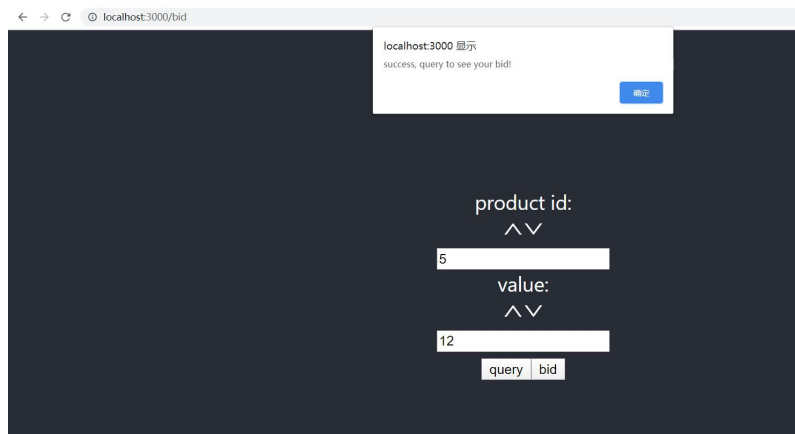 localhost:3000/bid
localhost:3000 显示
success, query to see your bid!
确定
product id:
5
value:
12
query bid